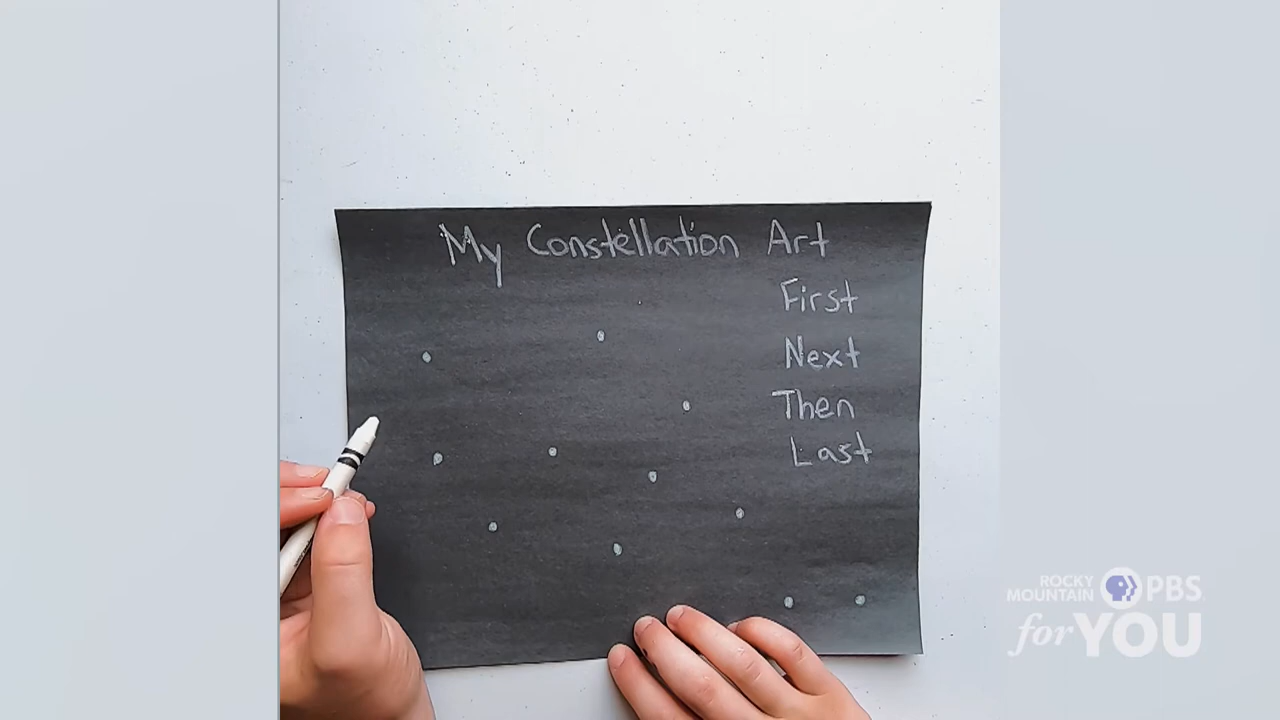 My Constellation Art
First
Next
Then
Last
ROCKY
MOUNTAIN PBS
for YOU